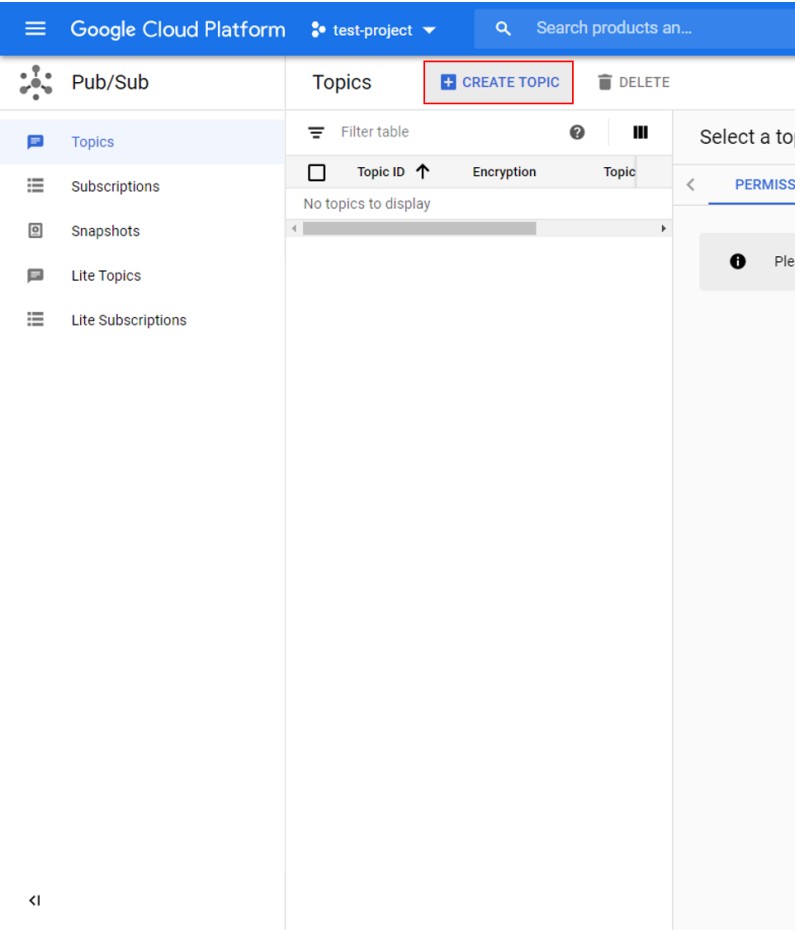 Google Cloud Platform test-project Search products an...
Pub/Sub
Topics CREATE TOPIC DELETE
Topics
Subscriptions
Snapshots
Lite Topics
Lite Subscriptions
Filter table
Topic ID Encryption Topic
No topics to display
Select a to
PERMISS
Ple